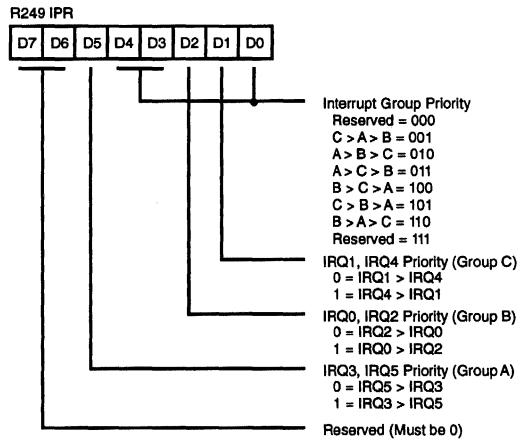 R249 IPR
D7 D6 D5 D4 D3 D2 D1 D0
Interrupt Group Priority
Reserved = 000
C > A > B = 001
A > B > C = 010
A > C > B = 011
B > C > A = 100
C > B > A = 101
B > A > C = 110
Reserved = 111
IRQ1, IRQ4 Priority (Group C)
0 = IRQ1 > IRQ4
1 = IRQ4 > IRQ1
IRQ0, IRQ2 Priority (Group B)
0 = IRQ2 > IRQ0
1 = IRQ0 > IRQ2
IRQ3, IRQ5 Priority (Group A)
0 = IRQ5 > IRQ3
1 = IRQ3 > IRQ5
Reserved (Must be 0)